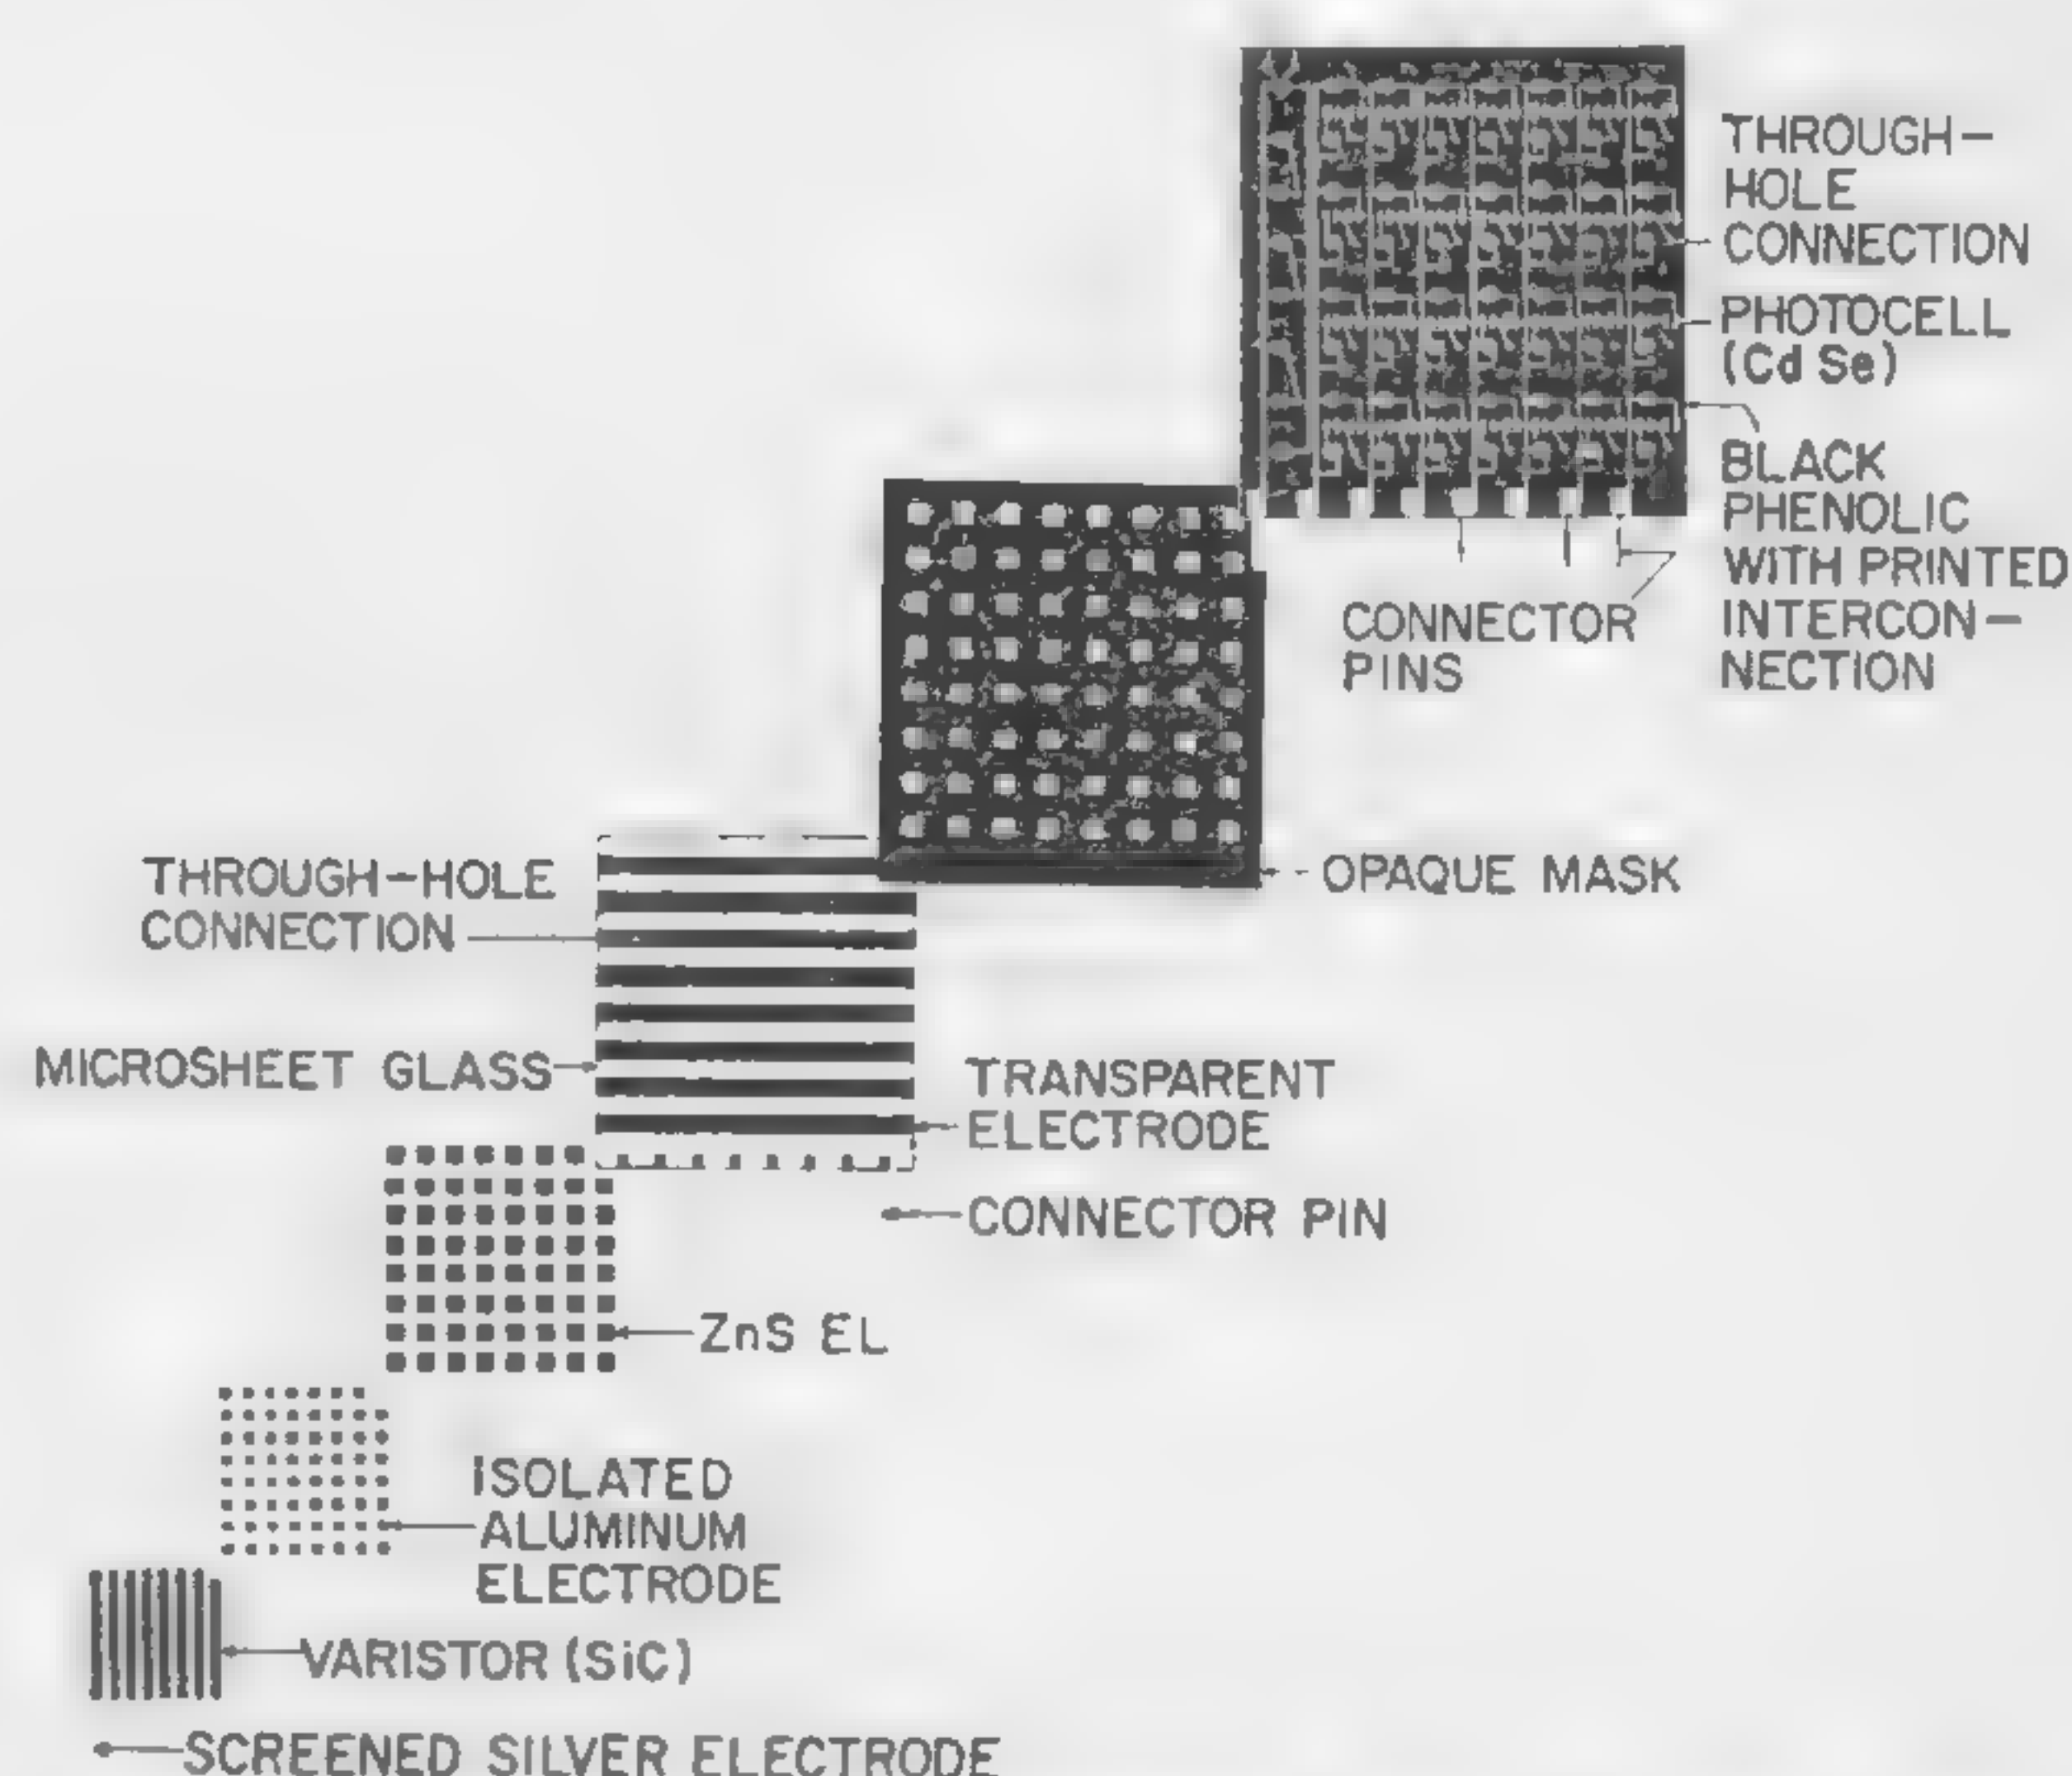 THROUGH-
HOLE
CONNECTION
PHOTOCELL
(Cd Se)
BLACK
PHENOLIC
WITH PRINTED
INTERCON-
NECTION
CONNECTOR
PINS
OPAQUE MASK
THROUGH-HOLE
CONNECTION
MICROSHEET GLASS
TRANSPARENT
ELECTRODE
CONNECTOR PIN
ZnS EL
ISOLATED
ALUMINUM
ELECTRODE
VARISTOR (SiC)
SCREENED SILVER ELECTRODE